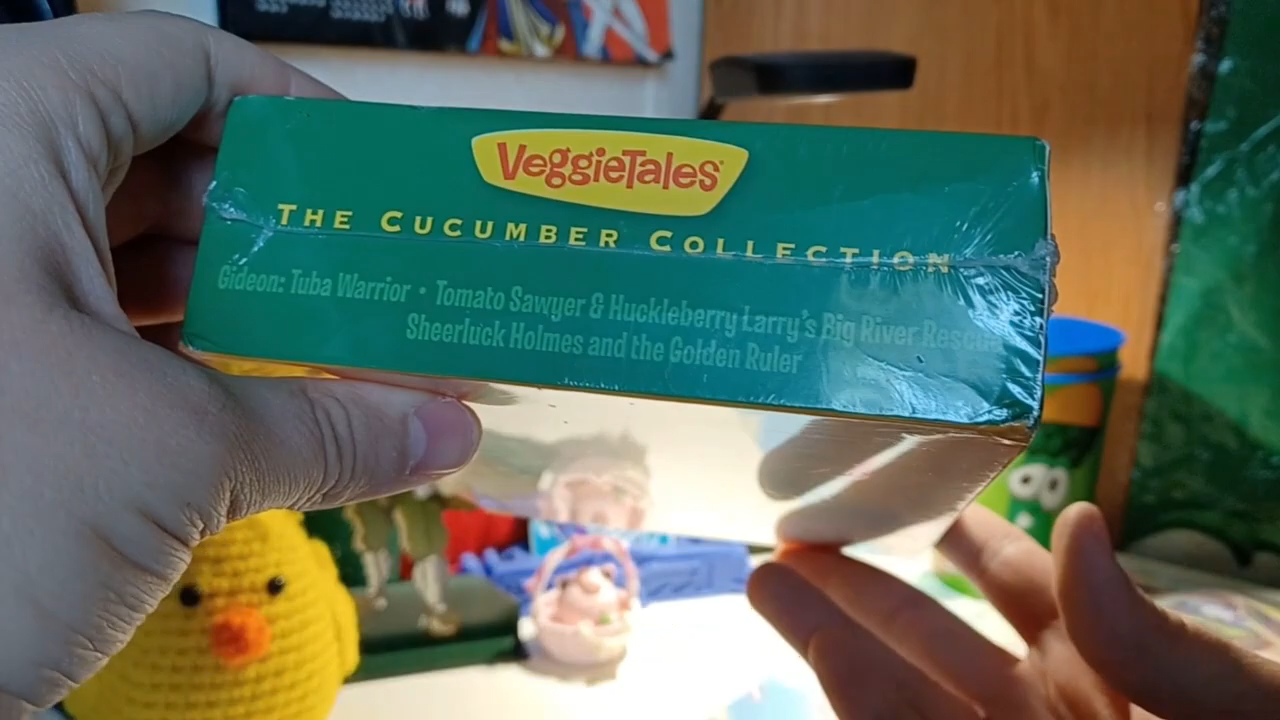 VeggieTales
THE CUCUMBER COLLECTION
Gideon: Tuba Warrior • Tomato Sawyer & Huckleberry Larry's Big River Rescue
Sheerluck Holmes and the Golden Ruler